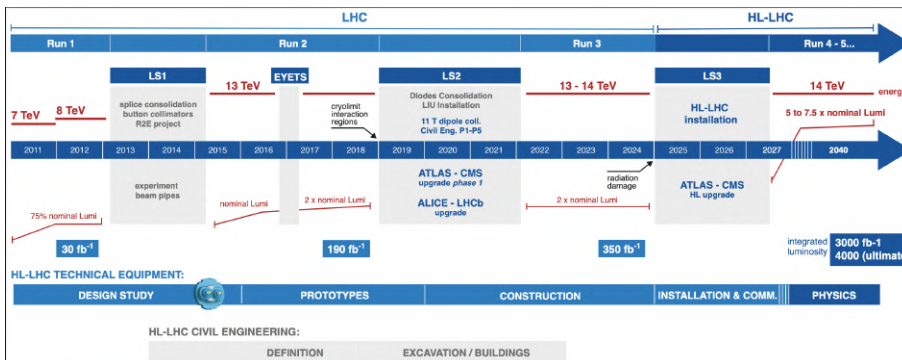 LHC
HL-LHC
Run 1
Run 2
Run 3
Run 4 - 5...
LS1
EYETS
LS2
LS3
7 TeV
8 TeV
13 TeV
13 - 14 TeV
14 TeV
energ
splice consolidation
button collimators
R2E project
cryolimit
interaction
regions
Diodes Consolidation
LIU Installation
11 T dipole coll.
Civil Eng. P1-P5
HL-LHC
installation
5 to 7.5 x nominal Lumi
2011
2012
2013
2014
2015
2016
2017
2018
2019
2020
2021
2022
2023
2024
2025
2026
2027
2040
experiment
beam pipes
ATLAS - CMS
upgrade phase 1
ALICE - LHCb
upgrade
radiation
damage
ATLAS - CMS
HL upgrade
75% nominal Lumi
nominal Lumi
2 x nominal Lumi
2 x nominal Lumi
30 fb-1
190 fb-1
350 fb-1
integrated
luminosity
3000 fb-1
4000 (ultimate
HL-LHC TECHNICAL EQUIPMENT:
DESIGN STUDY
PROTOTYPES
CONSTRUCTION
INSTALLATION & COMM.
PHYSICS
HL-LHC CIVIL ENGINEERING:
DEFINITION
EXCAVATION / BUILDINGS